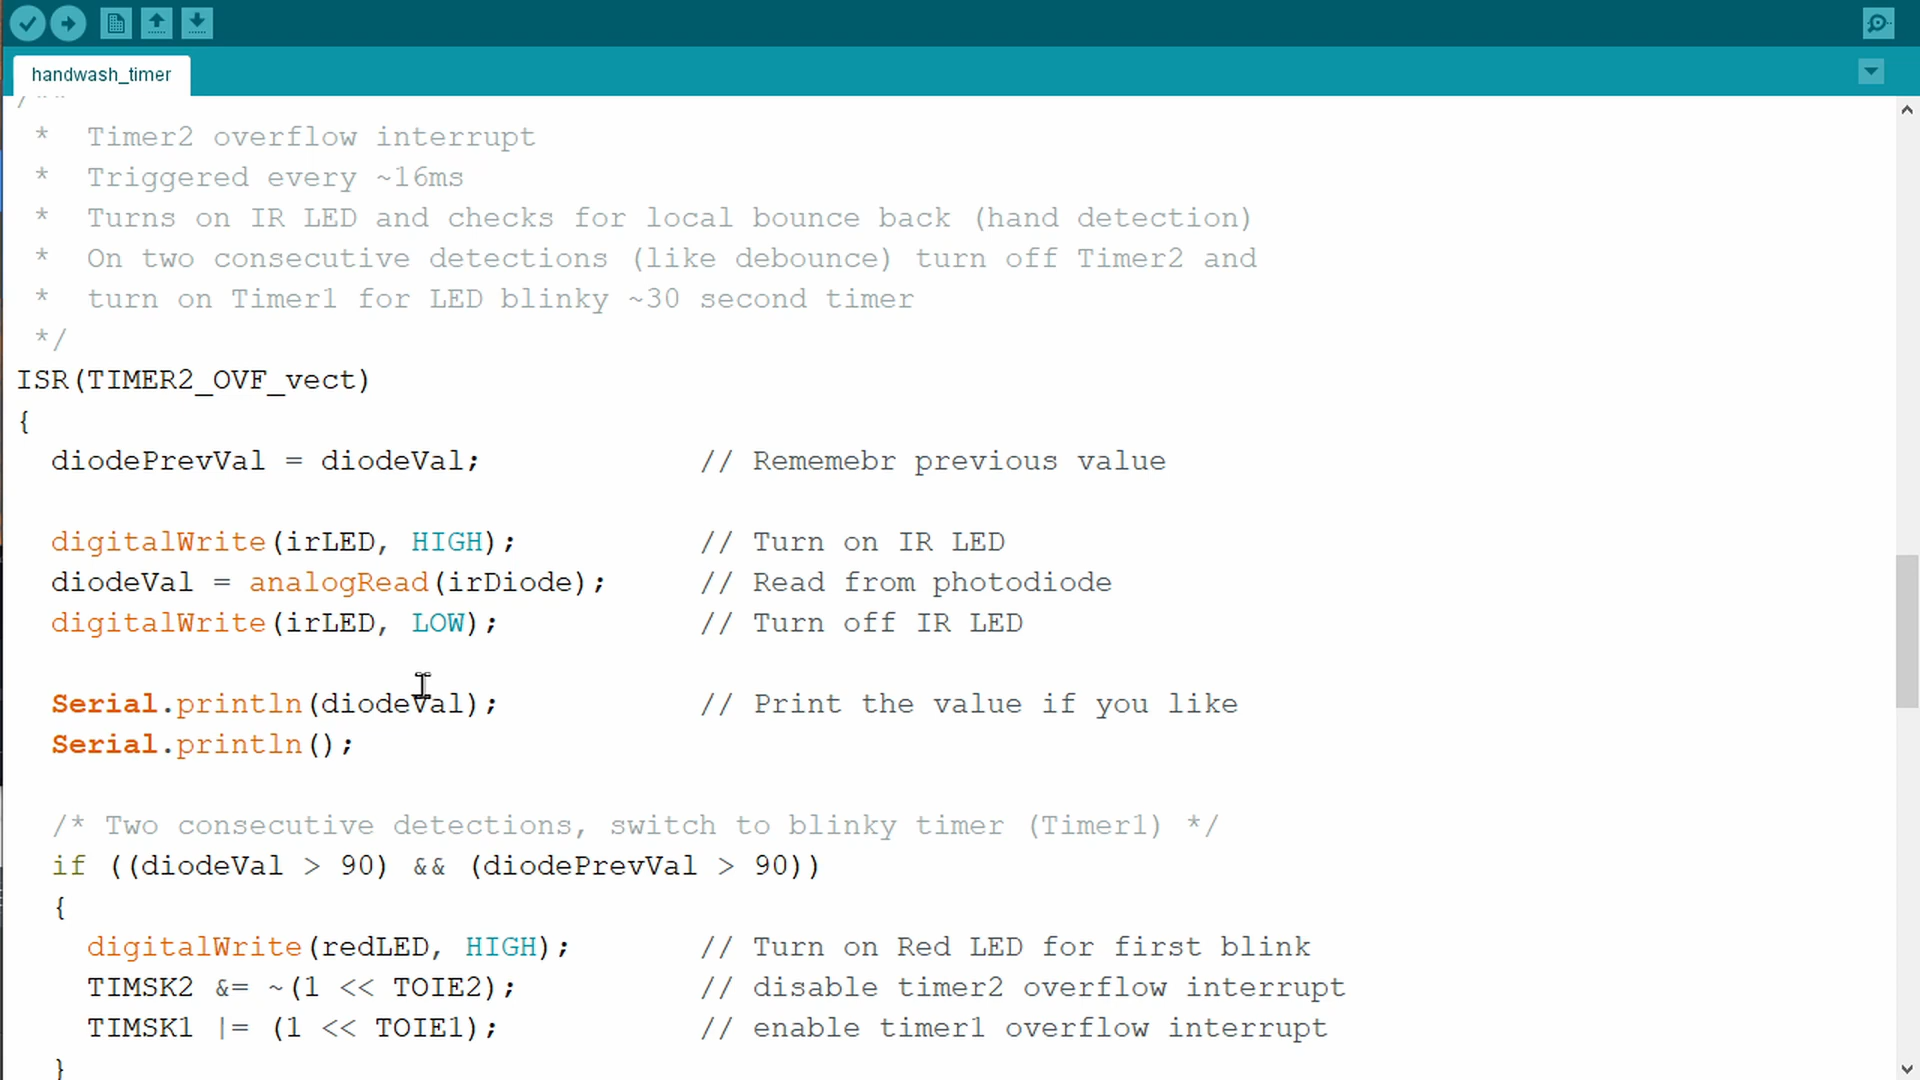 handwash_timer
/**
 *  Timer2 overflow interrupt
 *  Triggered every ~16ms
 *  Turns on IR LED and checks for local bounce back (hand detection)
 *  On two consecutive detections (like debounce) turn off Timer2 and
 *  turn on Timer1 for LED blinky ~30 second timer
 */
ISR(TIMER2_OVF_vect)
{
  diodePrevVal = diodeVal;            // Rememebr previous value
  digitalWrite(irLED, HIGH);          // Turn on IR LED
  diodeVal = analogRead(irDiode);     // Read from photodiode
  digitalWrite(irLED, LOW);           // Turn off IR LED
  Serial.println(diodeVal);           // Print the value if you like
  Serial.println();
  /* Two consecutive detections, switch to blinky timer (Timer1) */
  if ((diodeVal > 90) && (diodePrevVal > 90))
  {
    digitalWrite(redLED, HIGH);       // Turn on Red LED for first blink
    TIMSK2 &= ~(1 << TOIE2);          // disable timer2 overflow interrupt
    TIMSK1 |= (1 << TOIE1);           // enable timer1 overflow interrupt
  }